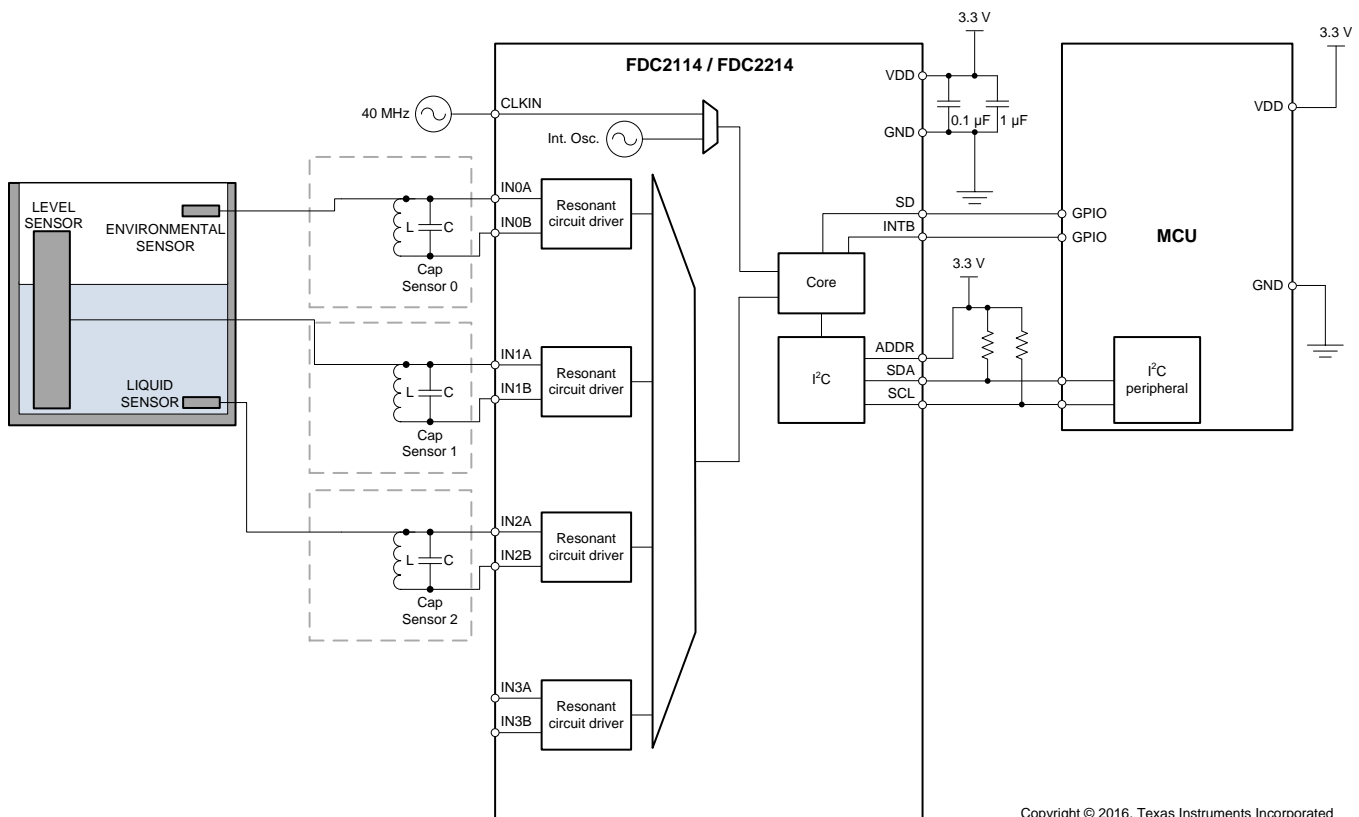 3.3 V
3.3 V
FDC2114 / FDC2214
VDD
CLKIN
40 MHz
0.1 µF
1 µF
VDD
Int. Osc.
GND
LEVEL
SENSOR
ENVIRONMENTAL
SENSOR
IN0A
IN0B
Resonant
circuit driver
L
C
Cap
Sensor 0
SD
INTB
GPIO
GPIO
MCU
Core
3.3 V
GND
IN1A
IN1B
Resonant
circuit driver
L
C
Cap
Sensor 1
I²C
ADDR
SDA
SCL
I²C
peripheral
LIQUID
SENSOR
IN2A
IN2B
Resonant
circuit driver
L
C
Cap
Sensor 2
IN3A
IN3B
Resonant
circuit driver
Copyright © 2016, Texas Instruments Incorporated